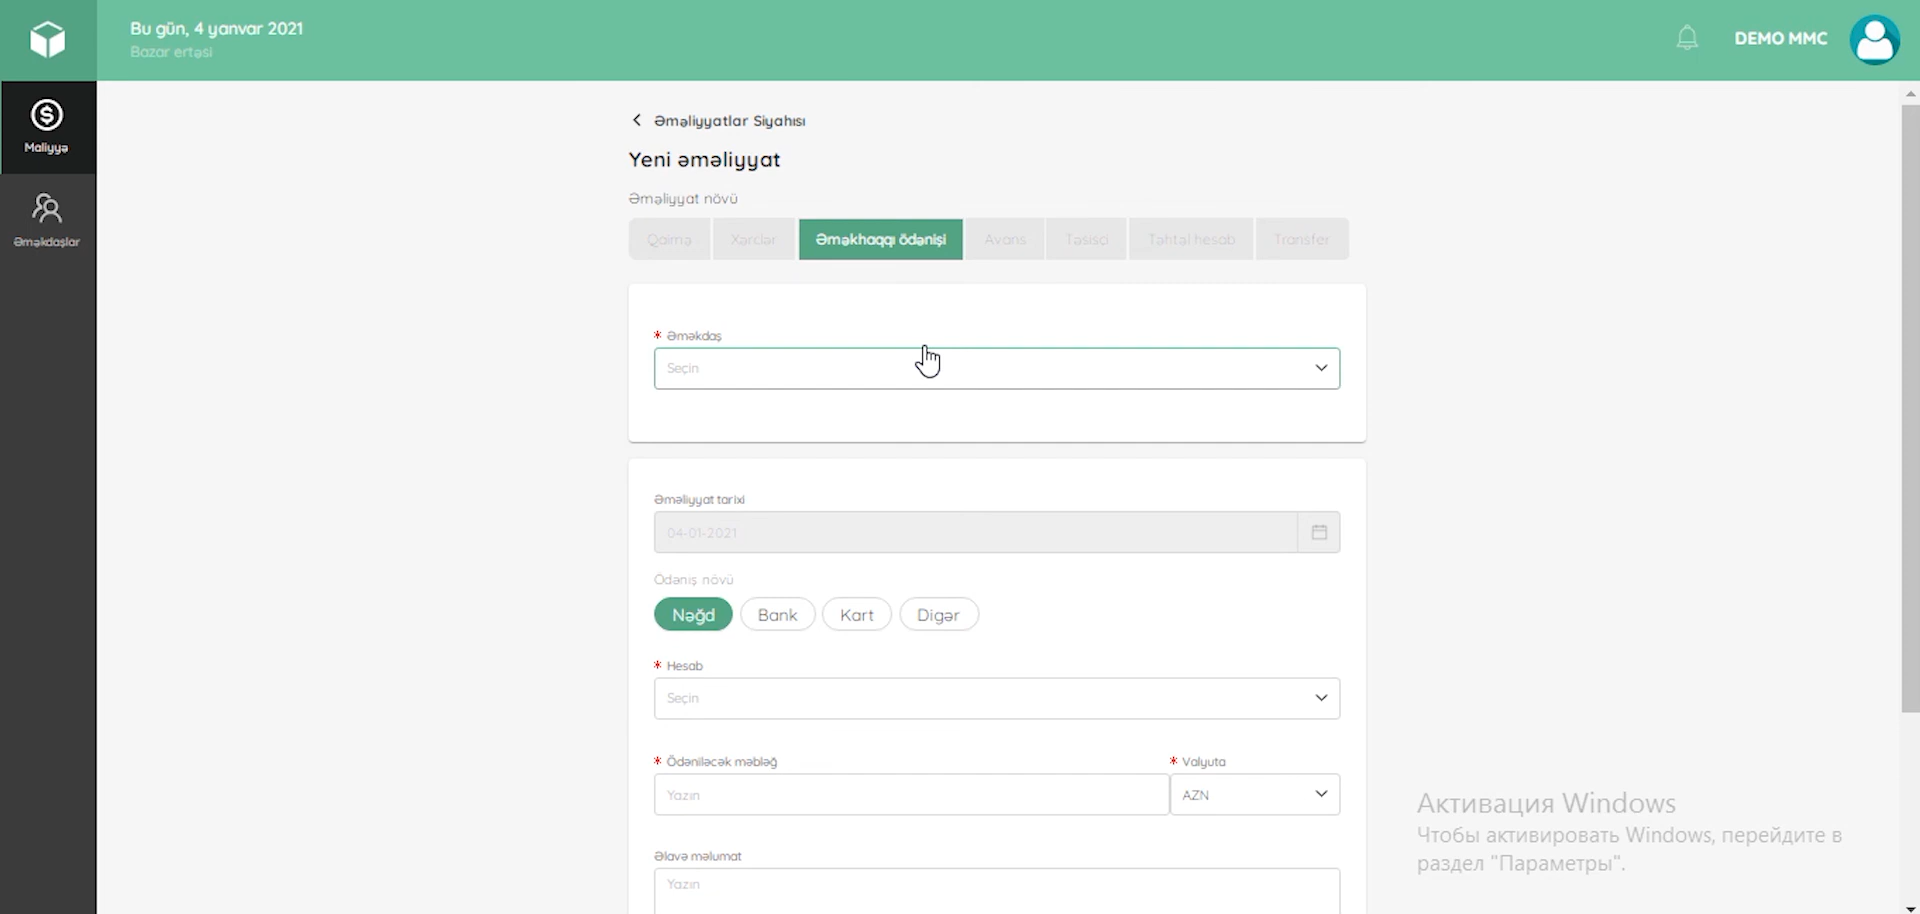 Bu gün, 4 yanvar 2021
Bazar ertəsi
DEMO MMC
Maliyyə
Əməkdaşlar
Əməliyyatlar Siyahısı
Yeni əməliyyat
Əməliyyat növü
Qaimə Xərclər Əməkhaqqı ödənişi Avans Təsisçi Təhtəl hesab Transfer
* Əməkdaş
Seçin
Əməliyyat tarixi
04-01-2021
Ödəniş növü
Nəğd Bank Kart Digər
* Hesab
Seçin
* Ödəniləcək məbləğ * Valyuta
Yazın AZN
Əlavə məlumat
Yazın
Активация Windows
Чтобы активировать Windows, перейдите в
раздел "Параметры".